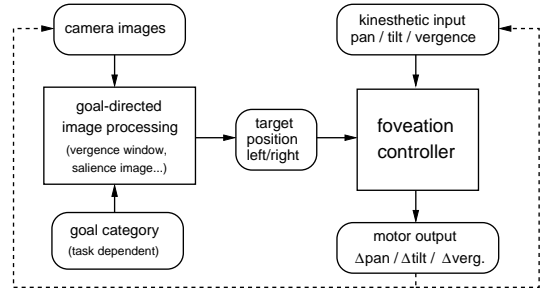 camera images
goal-directed
image processing
(vergence window,
salience image...)
goal category
(task dependent)
target
position
left/right
kinesthetic input
pan / tilt / vergence
foveation
controller
motor output
Δpan / Δtilt / Δverg.